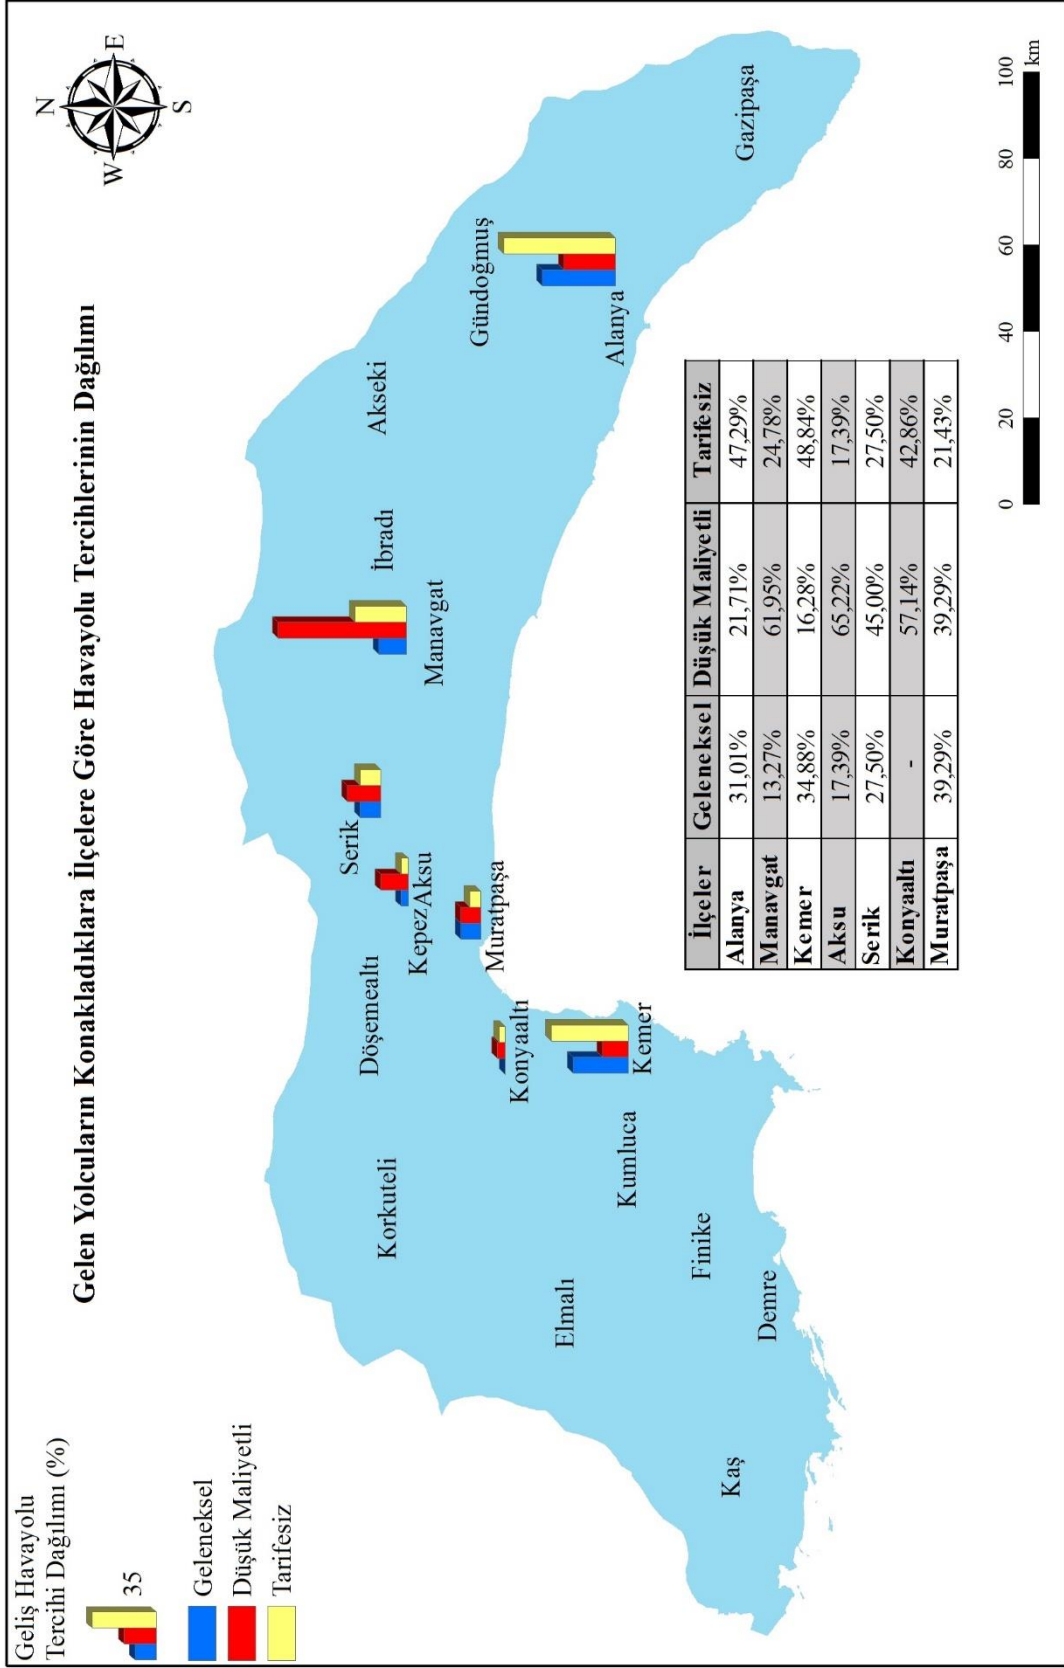 Gelen Yolcuların Konakladıklara İlçelere Göre Havayolu Tercihlerinin Dağılımı
Geliş Havayolu
Tercihi Dağılımı (%)
35
Geleneksel
Düşük Maliyetli
Tarifesiz
N
W E
S
Korkuteli
Döşemealtı
Serik
Kepez Aksu
Muratpaşa
Konyaaltı
Manavgat
İbradı
Akseki
Gündoğmuş
Alanya
Gazipaşa
Elmalı
Kumluca
Kemer
Finike
Demre
Kaş
İlçeler Geleneksel Düşük Maliyetli Tarifesiz
Alanya 31,01% 21,71% 47,29%
Manavgat 13,27% 61,95% 24,78%
Kemer 34,88% 16,28% 48,84%
Aksu 17,39% 65,22% 17,39%
Serik 27,50% 45,00% 27,50%
Konyaaltı - 57,14% 42,86%
Muratpaşa 39,29% 39,29% 21,43%
0 20 40 60 80 100
km